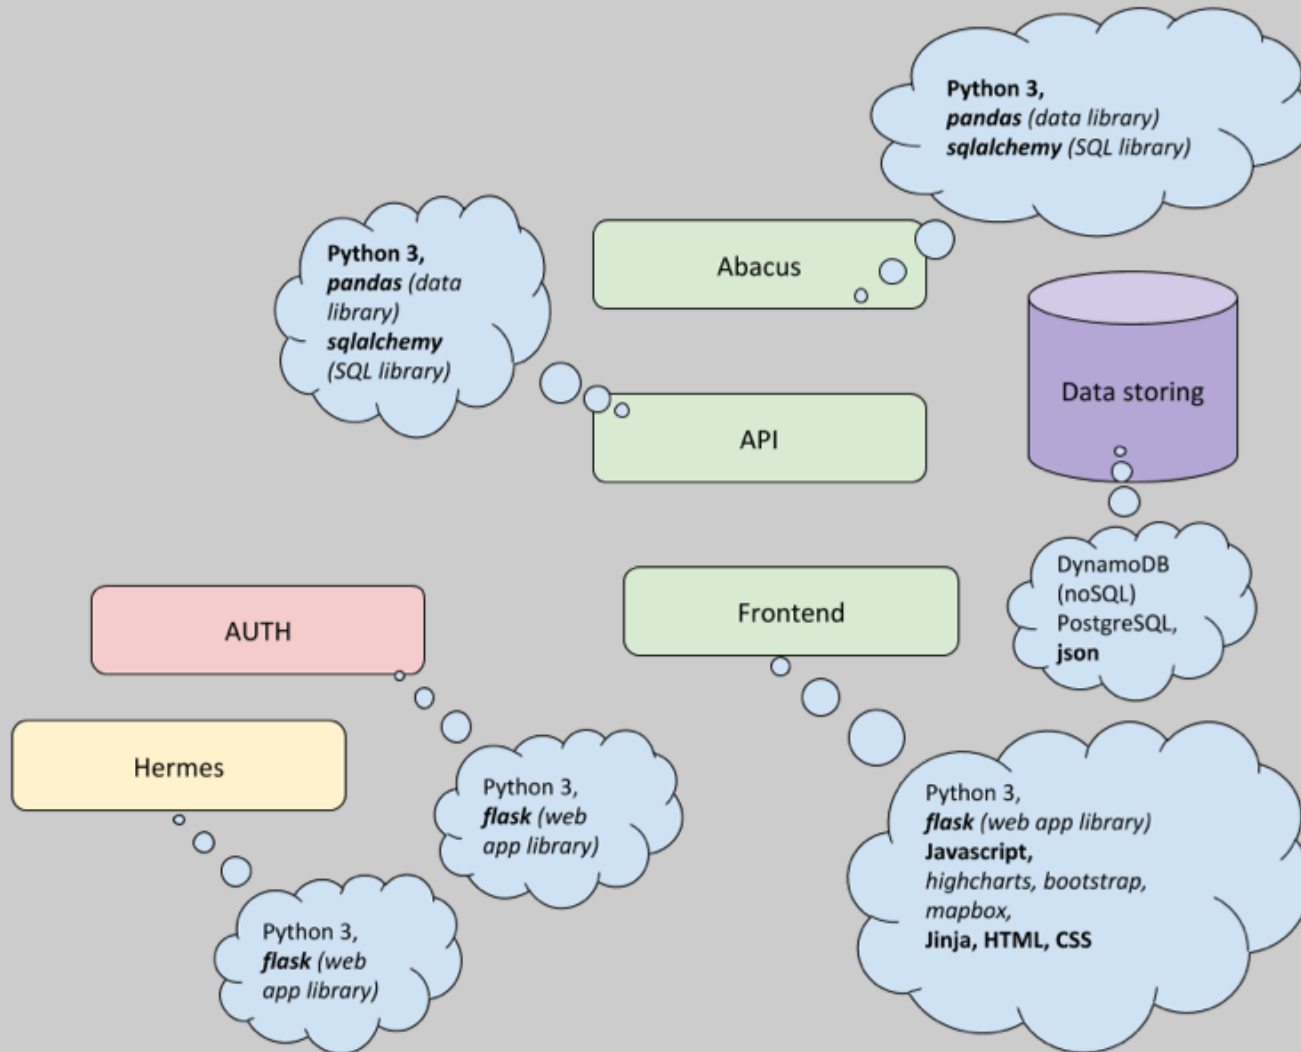 Python 3,
pandas (data library)
sqlalchemy (SQL library)
Python 3,
pandas (data
library)
sqlalchemy
(SQL library)
Abacus
Data storing
API
DynamoDB
(noSQL)
PostgreSQL,
json
AUTH
Frontend
Hermes
Python 3,
flask (web
app library)
Python 3,
flask (web app library)
Javascript,
highcharts, bootstrap,
mapbox,
Jinja, HTML, CSS
Python 3,
flask (web
app library)